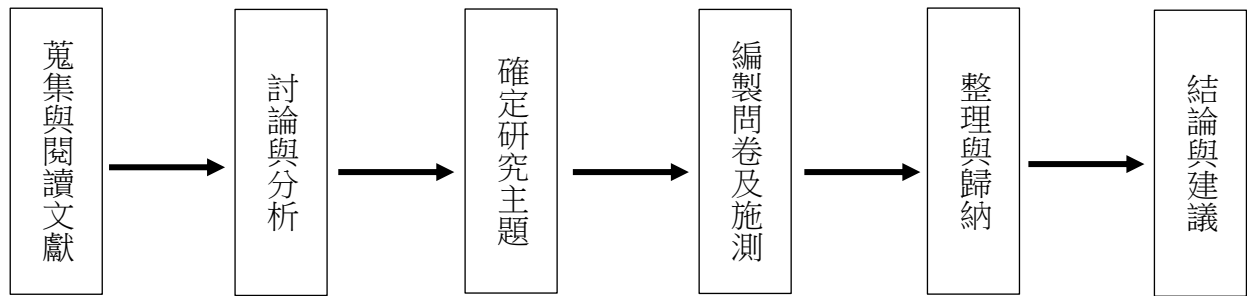 蒐集與閱讀文獻
討論與分析
確定研究主題
編製問卷及施測
整理與歸納
結論與建議